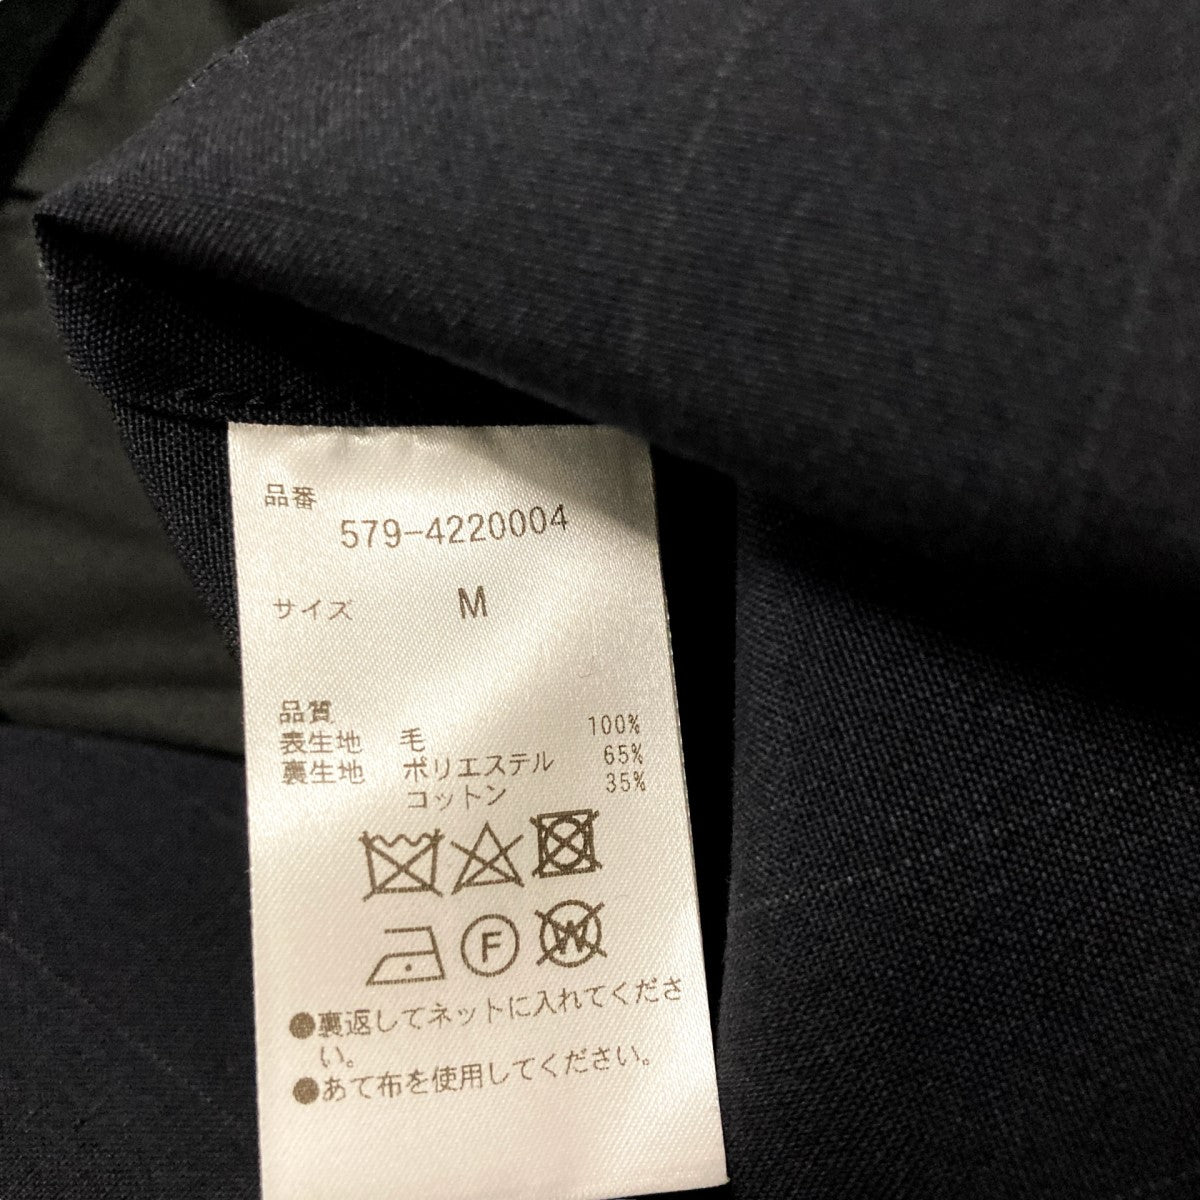 品番
579-4220004
サイズ M
品質
表生地 毛 100%
裏生地 ポリエステル 65%
コットン 35%
F W
●裏返してネットに入れてくださ
い。
●あて布を使用してください。